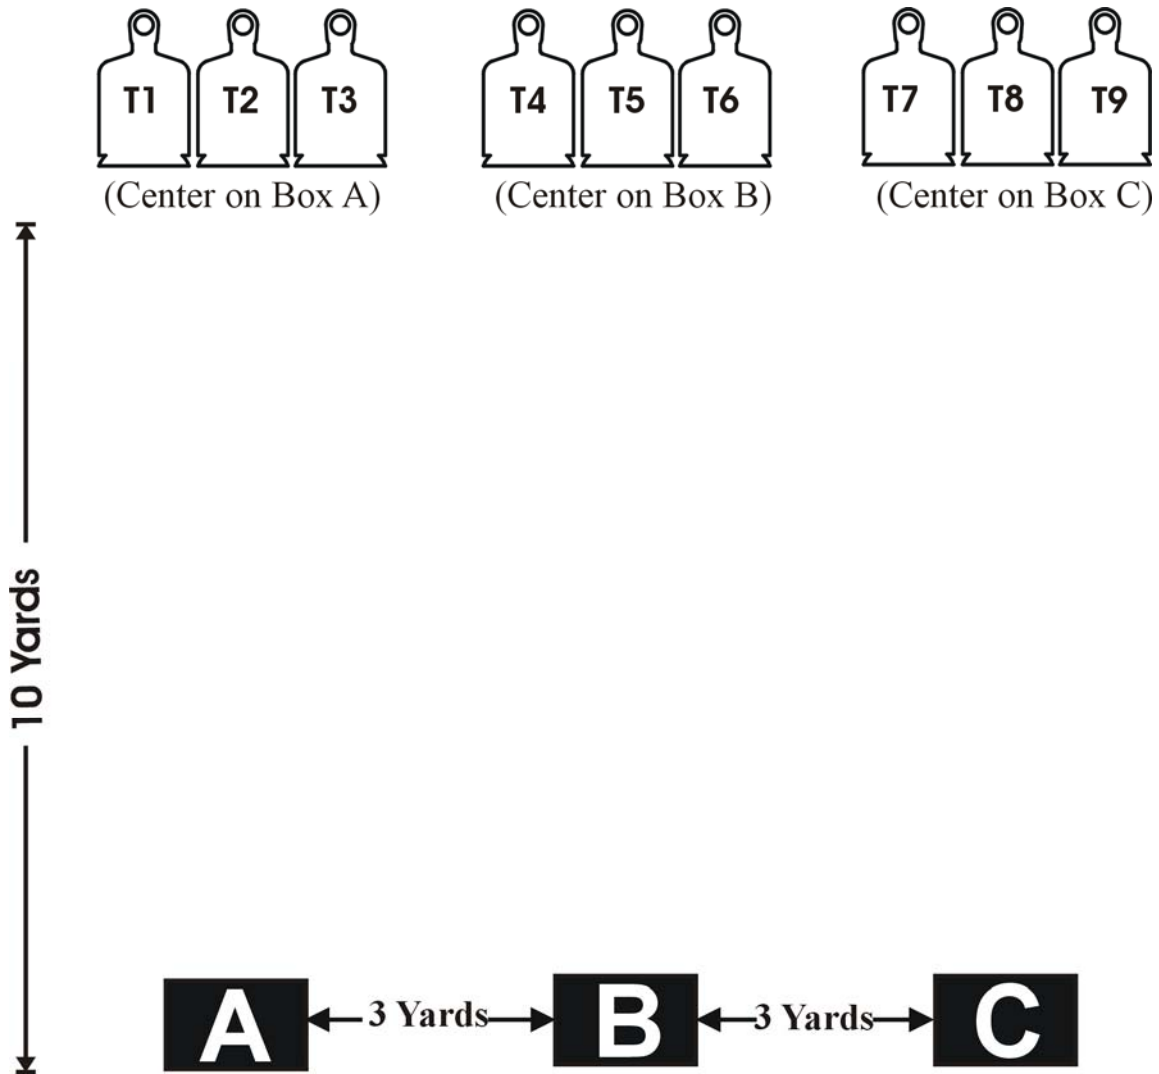 T1 T2 T3 T4 T5 T6 T7 T8 T9
(Center on Box A) (Center on Box B) (Center on Box C)
10 Yards
A 3 Yards B 3 Yards C